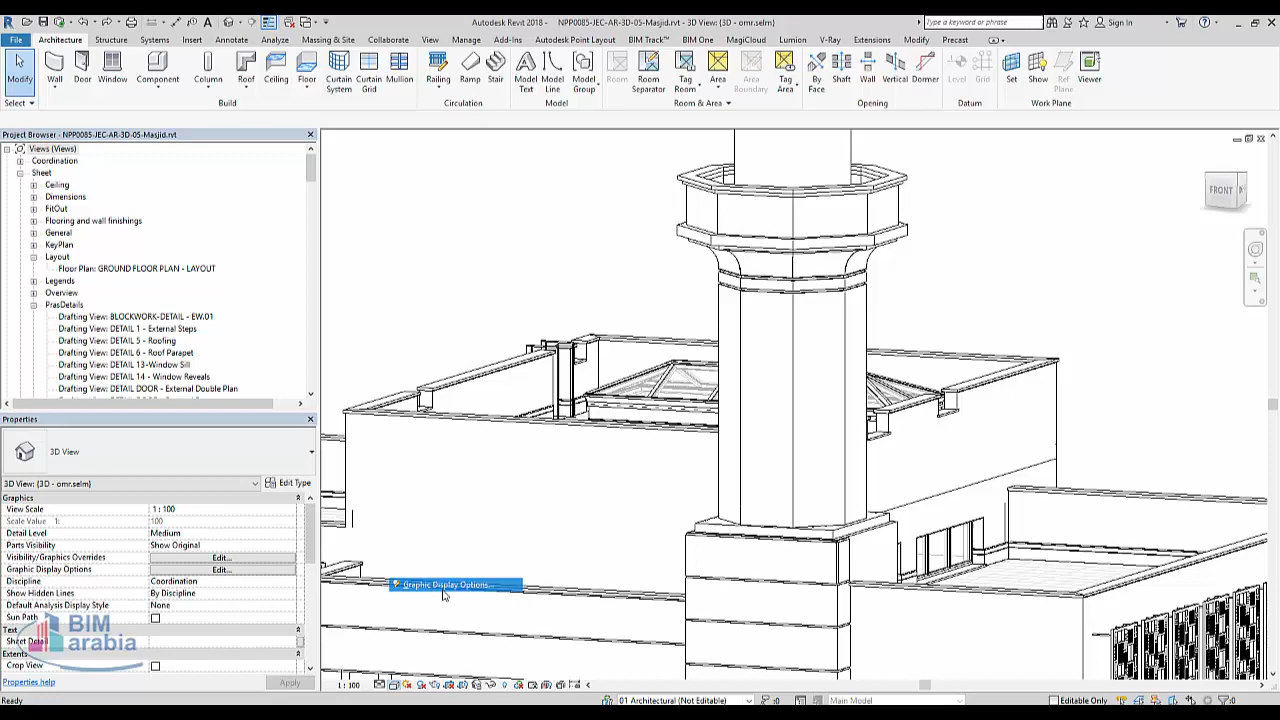 Autodesk Revit 2018 - NPP0085-JEC-AR-3D-05-Masjid.rvt - 3D View: {3D - omr.selm}
Type a keyword or phrase
Sign In
File Architecture Structure Systems Insert Annotate Analyze Massing & Site Collaborate View Manage Add-Ins Autodesk Point Layout BIM Track™ BIM One MagiCloud Lumion V-Ray Extensions Modify Precast
Modify Wall Door Window Component Column Roof Ceiling Floor Curtain System Curtain Grid Mullion Railing Ramp Stair Model Text Model Line Model Group Room Room Separator Tag Room Area Area Boundary Tag Area By Face Shaft Wall Vertical Dormer Level Grid Set Show Ref Plane Viewer
Select Build Circulation Model Room & Area Opening Datum Work Plane
Project Browser - NPP0085-JEC-AR-3D-05-Masjid.rvt
Views (Views)
Coordination
Sheet
Ceiling
Dimensions
FitOut
Flooring and wall finishings
General
KeyPlan
Layout
Floor Plan: GROUND FLOOR PLAN - LAYOUT
Legends
Overview
PrasDetails
Drafting View: BLOCKWORK-DETAIL - EW.01
Drafting View: DETAIL 1 - External Steps
Drafting View: DETAIL 5 - Roofing
Drafting View: DETAIL 6 - Roof Parapet
Drafting View: DETAIL 13-Window Sill
Drafting View: DETAIL 14 - Window Reveals
Drafting View: DETAIL DOOR - External Double Plan
FRONT
Properties
3D View
3D View: {3D - omr.selm} Edit Type
Graphics
View Scale 1 : 100
Scale Value 1: 100
Detail Level Medium
Parts Visibility Show Original
Visibility/Graphics Overrides Edit...
Graphic Display Options Edit...
Discipline Coordination
Show Hidden Lines By Discipline
Default Analysis Display Style None
Sun Path
Text
Sheet Detail
Extents
Crop View
BIM
arabia
Graphic Display Options...
Properties help Apply
1 : 100
Ready
01 Architectural (Not Editable) :0 Main Model Editable Only :0